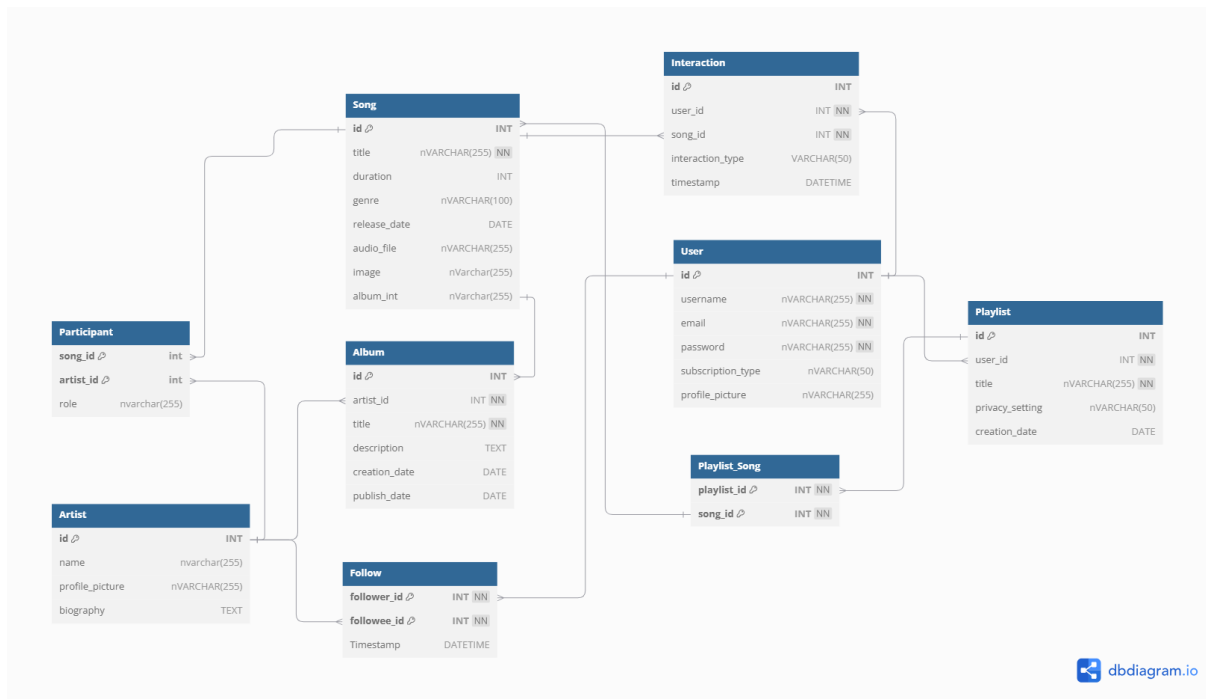 Interaction
id INT
user_id INT NN
song_id INT NN
interaction_type VARCHAR(50)
timestamp DATETIME
Song
id INT
title nVARCHAR(255) NN
duration INT
genre nVARCHAR(100)
release_date DATE
audio_file nVARCHAR(255)
image nVarchar(255)
album_int nVarchar(255)
User
id INT
username nVARCHAR(255) NN
email nVARCHAR(255) NN
password nVARCHAR(255) NN
subscription_type nVARCHAR(50)
profile_picture nVARCHAR(255)
Playlist
id INT
user_id INT NN
title nVARCHAR(255) NN
privacy_setting nVARCHAR(50)
creation_date DATE
Participant
song_id int
artist_id int
role nvarchar(255)
Album
id INT
artist_id INT NN
title nVARCHAR(255) NN
description TEXT
creation_date DATE
publish_date DATE
Playlist_Song
playlist_id INT NN
song_id INT NN
Artist
id INT
name nvarchar(255)
profile_picture nVARCHAR(255)
biography TEXT
Follow
follower_id INT NN
followee_id INT NN
Timestamp DATETIME
dbdiagram.io